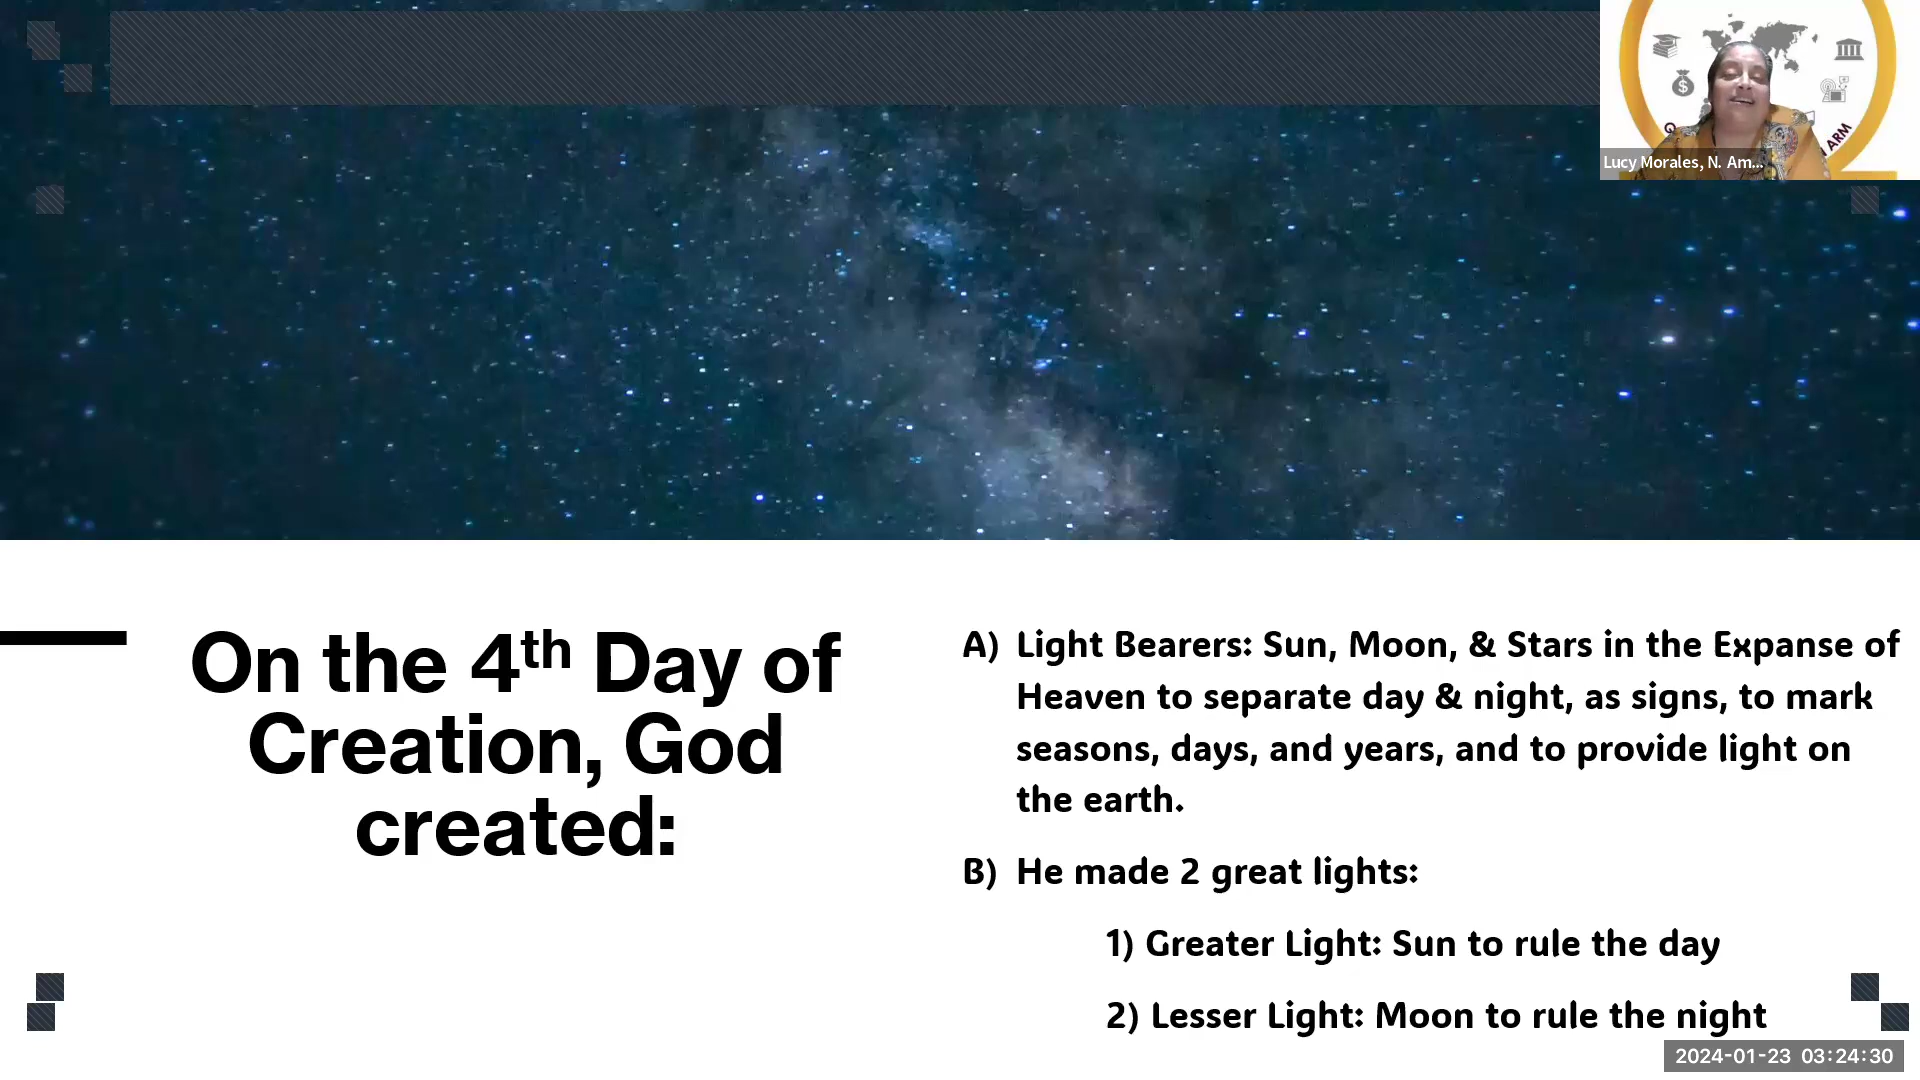 Lucy Morales, N. Am...
ARM
On the 4th Day of
Creation, God
created:
A) Light Bearers: Sun, Moon, & Stars in the Expanse of
Heaven to separate day & night, as signs, to mark
seasons, days, and years, and to provide light on
the earth.
B) He made 2 great lights:
1) Greater Light: Sun to rule the day
2) Lesser Light: Moon to rule the night
2024-01-23 03:24:30